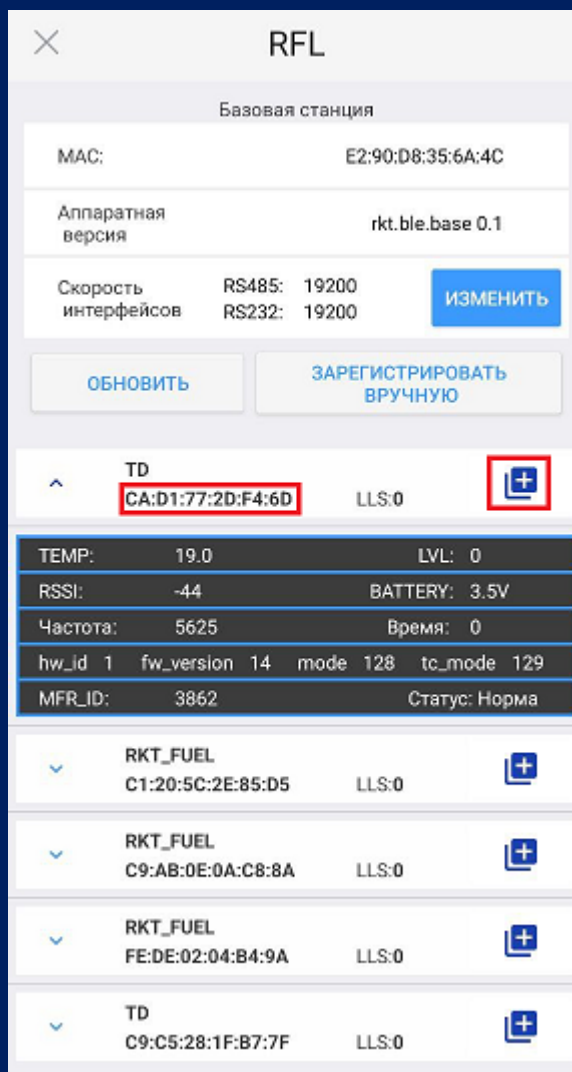 RFL
Базовая станция
MAC: E2:90:D8:35:6A:4C
Аппаратная версия rkt.ble.base 0.1
Скорость интерфейсов RS485: 19200
RS232: 19200
ИЗМЕНИТЬ
ОБНОВИТЬ
ЗАРЕГИСТРИРОВАТЬ
ВРУЧНУЮ
TD
CA:D1:77:2D:F4:6D LLS:0
TEMP: 19.0 LVL: 0
RSSI: -44 BATTERY: 3.5V
Частота: 5625 Время: 0
hw_id 1 fw_version 14 mode 128 tc_mode 129
MFR_ID: 3862 Статус: Норма
RKT_FUEL
C1:20:5C:2E:85:D5 LLS:0
RKT_FUEL
C9:AB:0E:0A:C8:8A LLS:0
RKT_FUEL
FE:DE:02:04:B4:9A LLS:0
TD
C9:C5:28:1F:B7:7F LLS:0